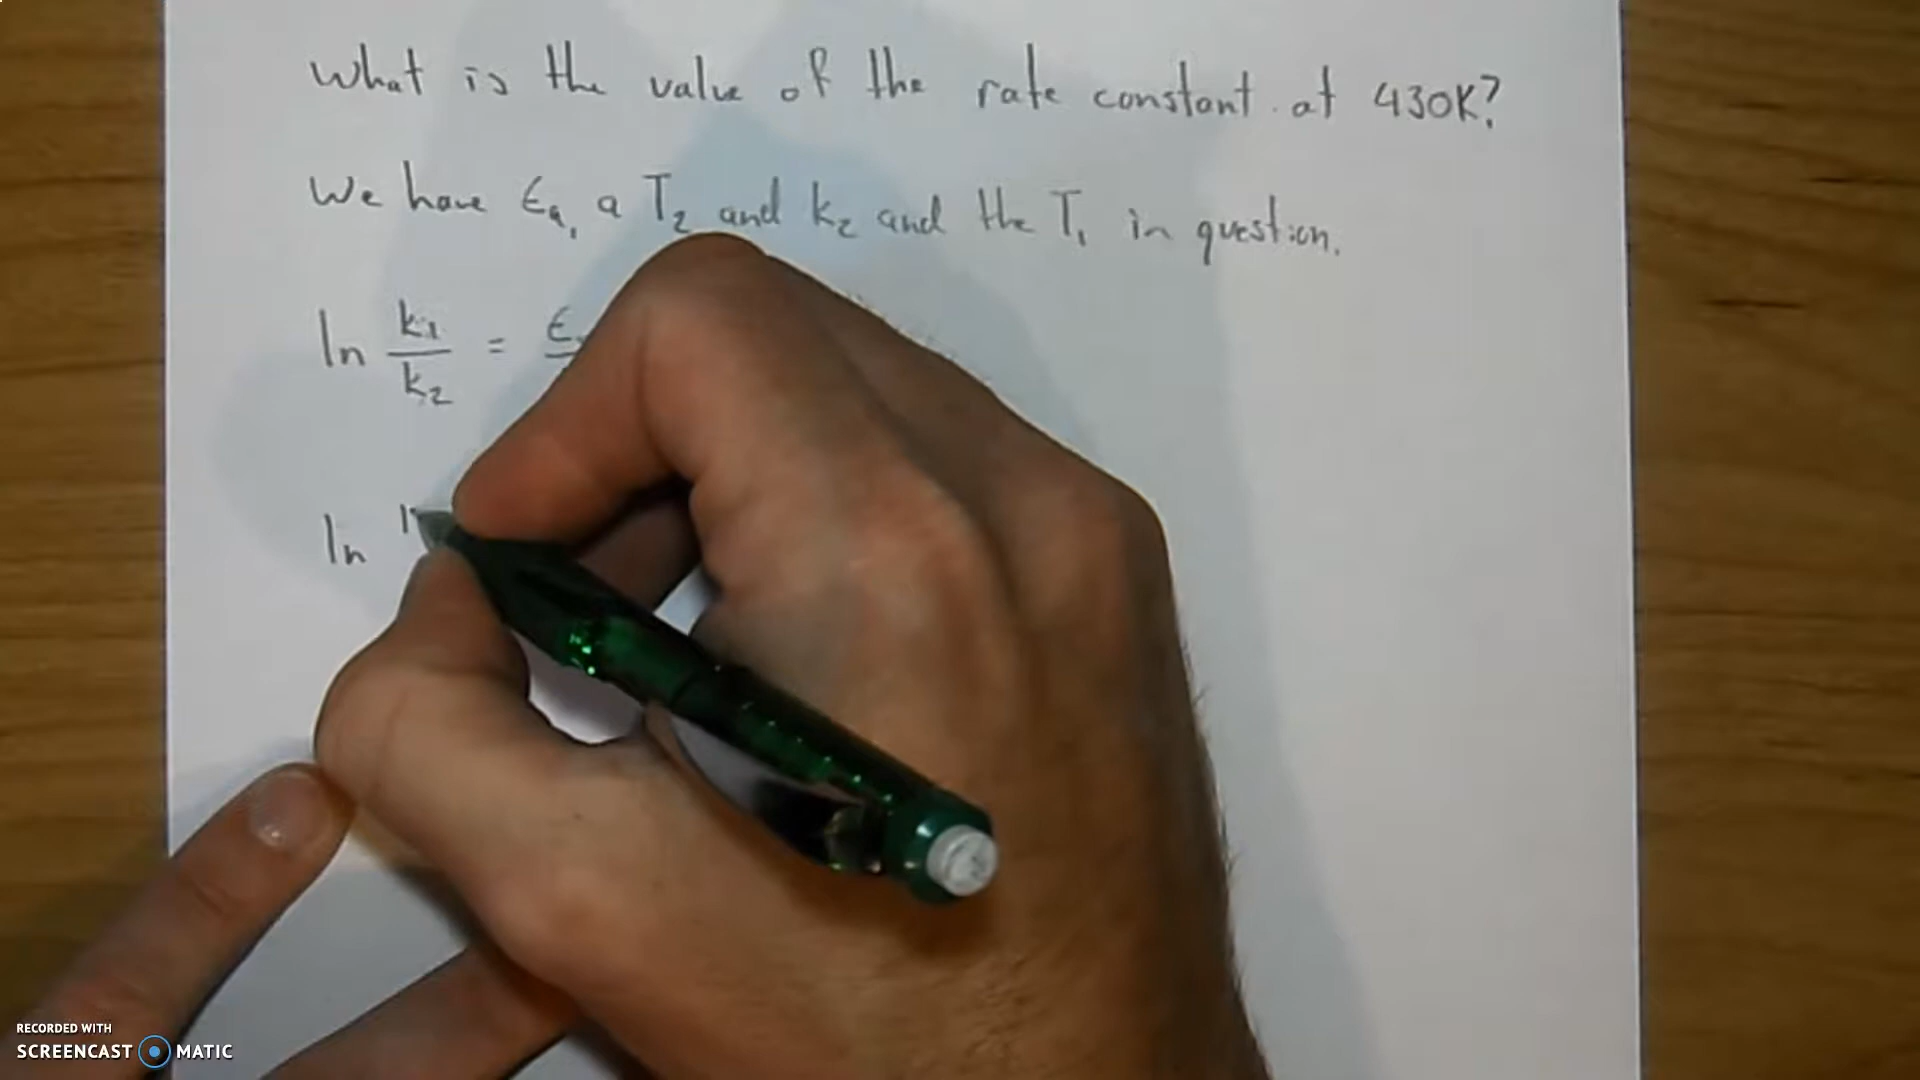 What is the value of the rate constant at 430K?
We have Ea, a T2 and k2 and the T1 in question.
ln k1/k2 =
ln
RECORDED WITH
SCREENCAST MATIC